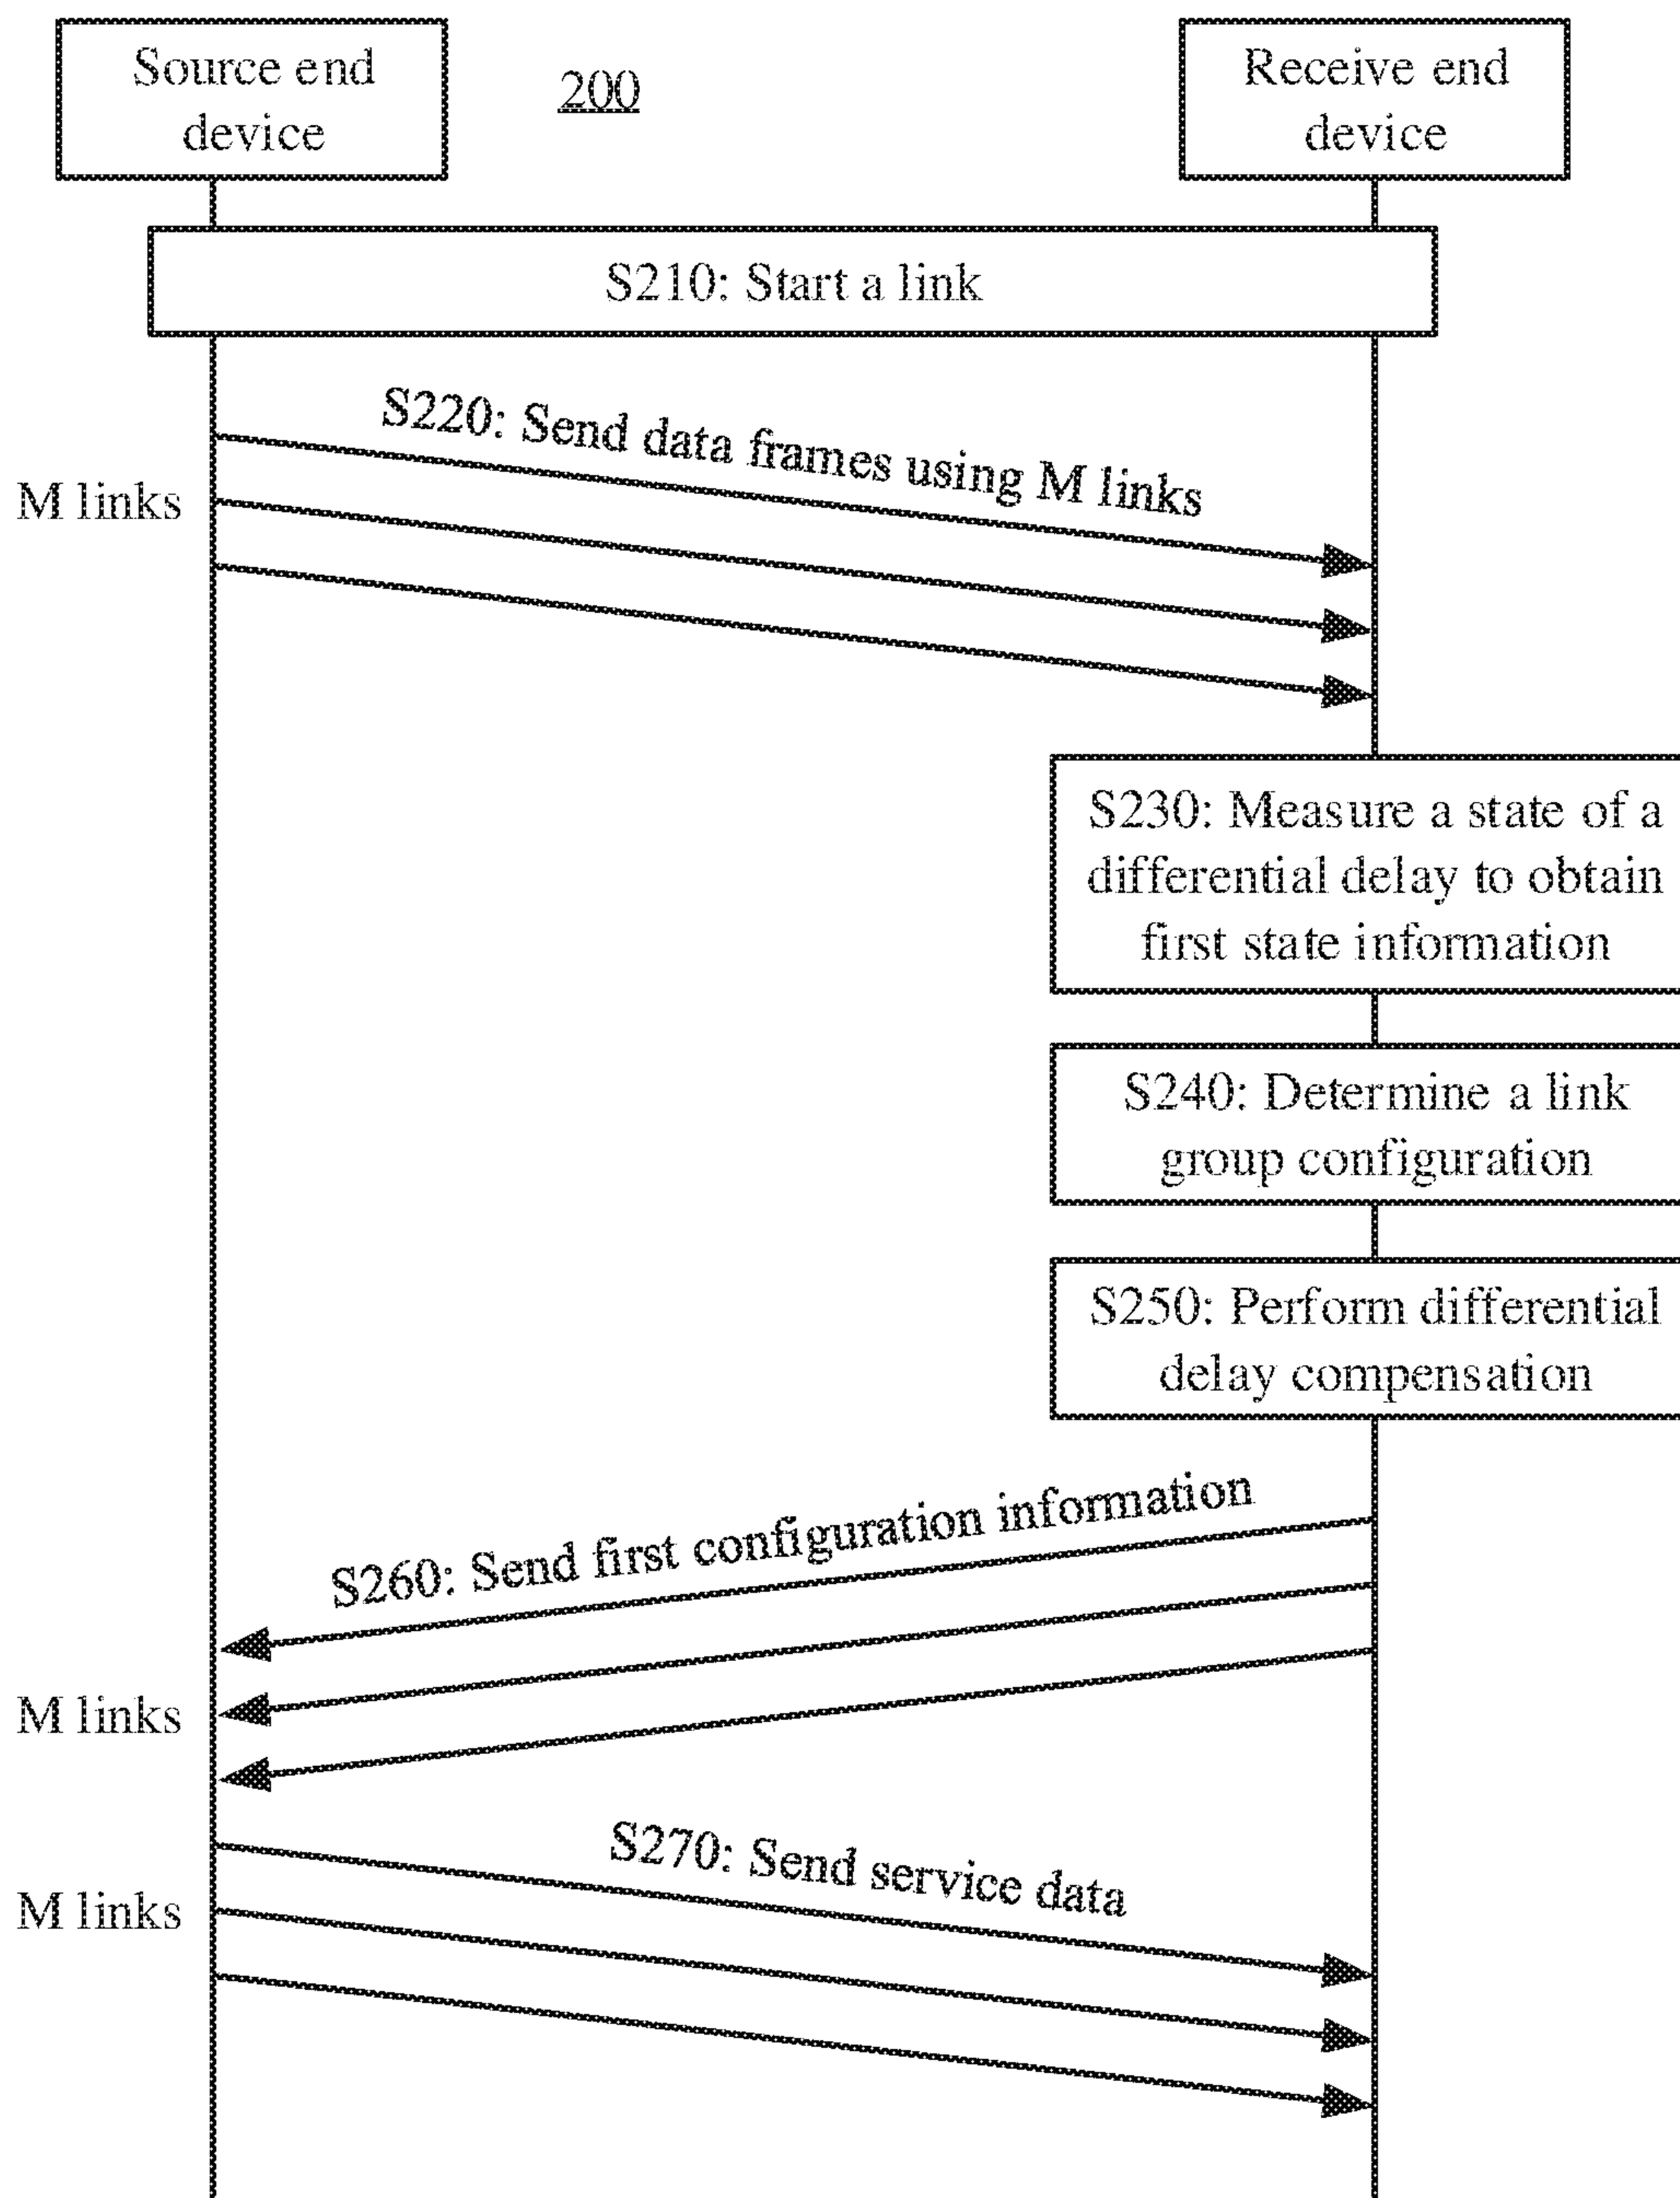 Source end
device
200
Receive end
device
S210: Start a link
S220: Send data frames using M links
M links
S230: Measure a state of a
differential delay to obtain
first state information
S240: Determine a link
group configuration
S250: Perform differential
delay compensation
S260: Send first configuration information
M links
S270: Send service data
M links